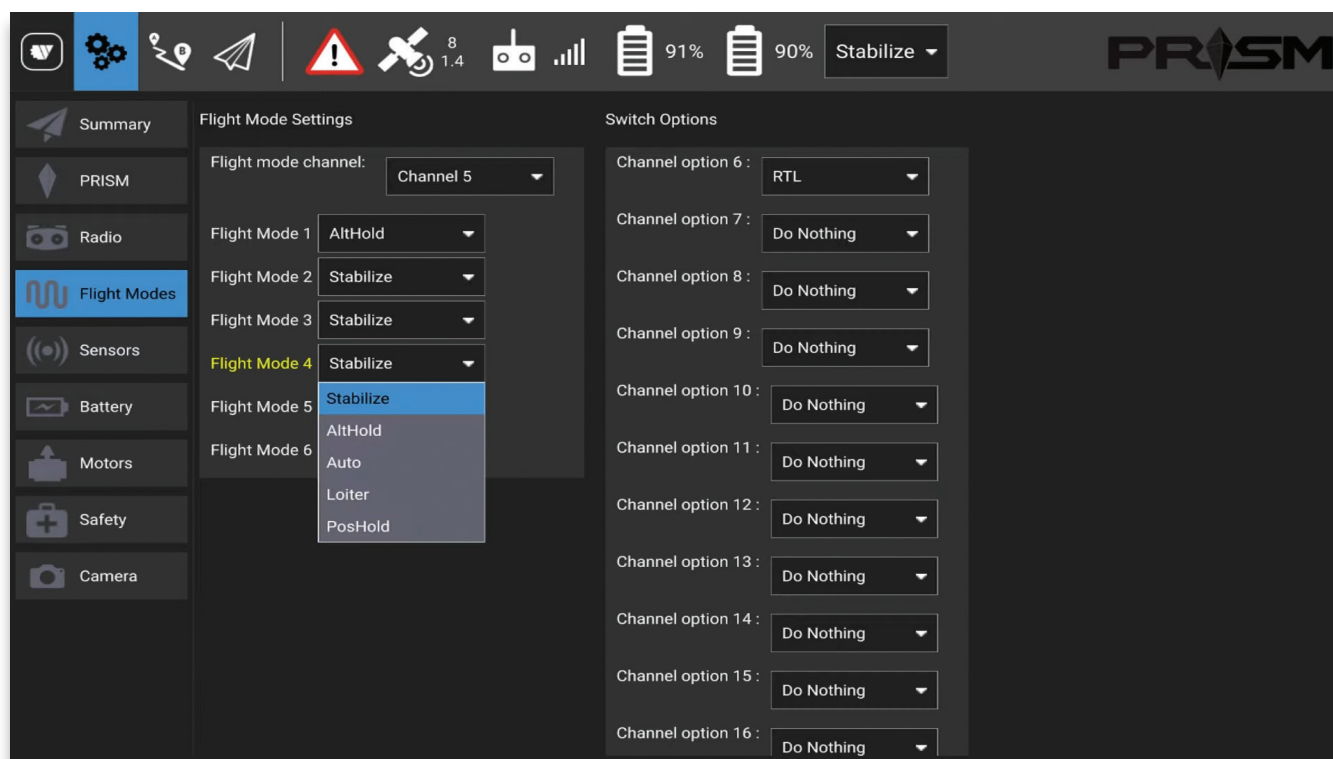 8
1.4
91%
90%
Stabilize
PRISM
Summary
PRISM
Radio
Flight Modes
Sensors
Battery
Motors
Safety
Camera
Flight Mode Settings
Flight mode channel:
Channel 5
Flight Mode 1 AltHold
Flight Mode 2 Stabilize
Flight Mode 3 Stabilize
Flight Mode 4 Stabilize
Flight Mode 5
Flight Mode 6
Stabilize
AltHold
Auto
Loiter
PosHold
Switch Options
Channel option 6 : RTL
Channel option 7 : Do Nothing
Channel option 8 : Do Nothing
Channel option 9 : Do Nothing
Channel option 10 : Do Nothing
Channel option 11 : Do Nothing
Channel option 12 : Do Nothing
Channel option 13 : Do Nothing
Channel option 14 : Do Nothing
Channel option 15 : Do Nothing
Channel option 16 : Do Nothing